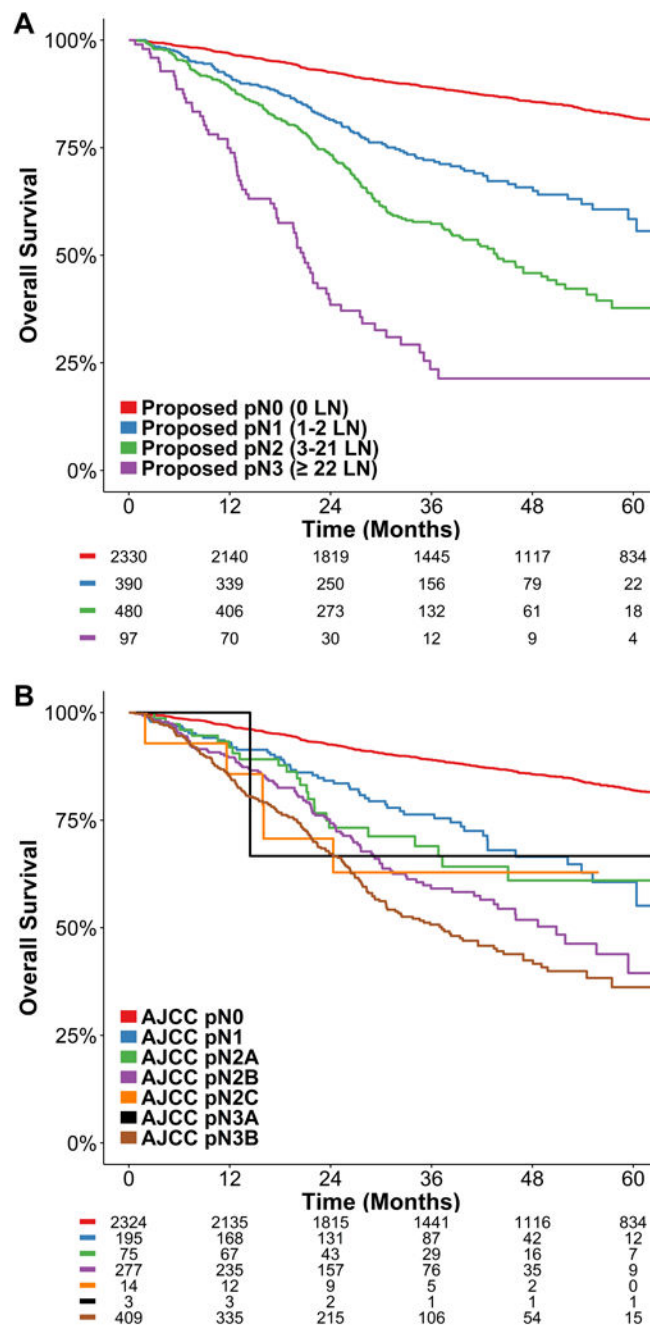 A
100%
75%
50%
25%
0%
Overall Survival
Proposed pN0 (0 LN)
Proposed pN1 (1-2 LN)
Proposed pN2 (3-21 LN)
Proposed pN3 (≥ 22 LN)
0 12 24 36 48 60
Time (Months)
2330 2140 1819 1445 1117 834
390 339 250 156 79 22
480 406 273 132 61 18
97 70 30 12 9 4
B
100%
75%
50%
25%
0%
Overall Survival
AJCC pN0
AJCC pN1
AJCC pN2A
AJCC pN2B
AJCC pN2C
AJCC pN3A
AJCC pN3B
0 12 24 36 48 60
Time (Months)
2324 2135 1815 1441 1116 834
195 168 131 87 42 12
75 67 43 29 16 7
277 235 157 76 35 9
14 12 9 5 2 0
3 3 2 1 1 1
409 335 215 106 54 15